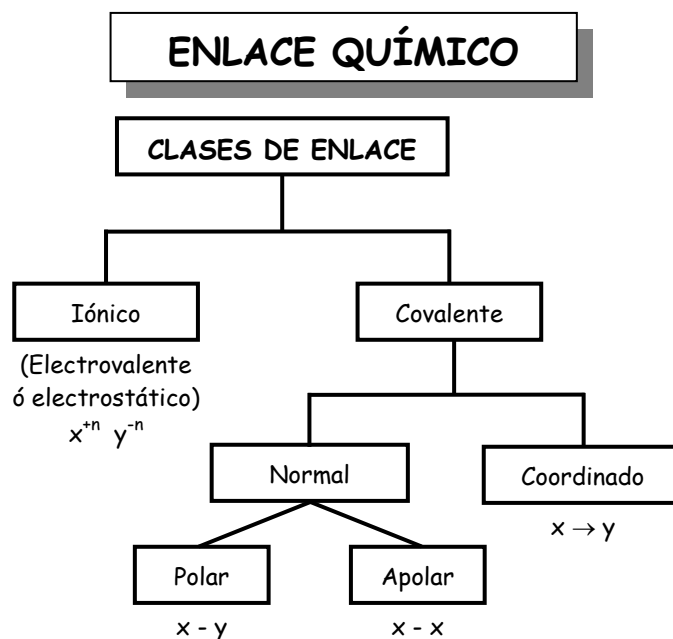 ENLACE QUÍMICO
CLASES DE ENLACE
Iónico
Covalente
(Electrovalente
ó electrostático)
x⁺ⁿ y⁻ⁿ
Normal
Coordinado
x → y
Polar
Apolar
x - y
x - x